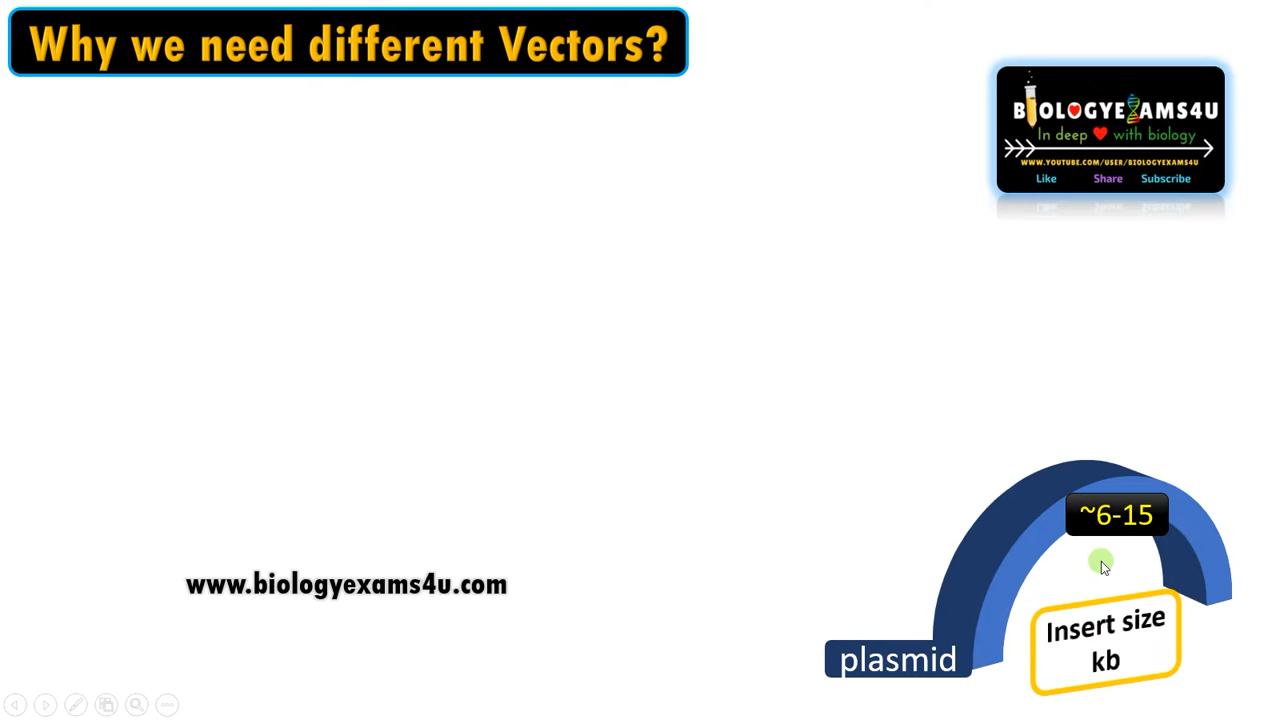 Why we need different Vectors?
BIOLOGYEXAMS4U
In deep with biology
WWW.YOUTUBE.COM/USER/BIOLOGYEXAMS4U
Like Share Subscribe
~6-15
www.biologyexams4u.com
Insert size
kb
plasmid